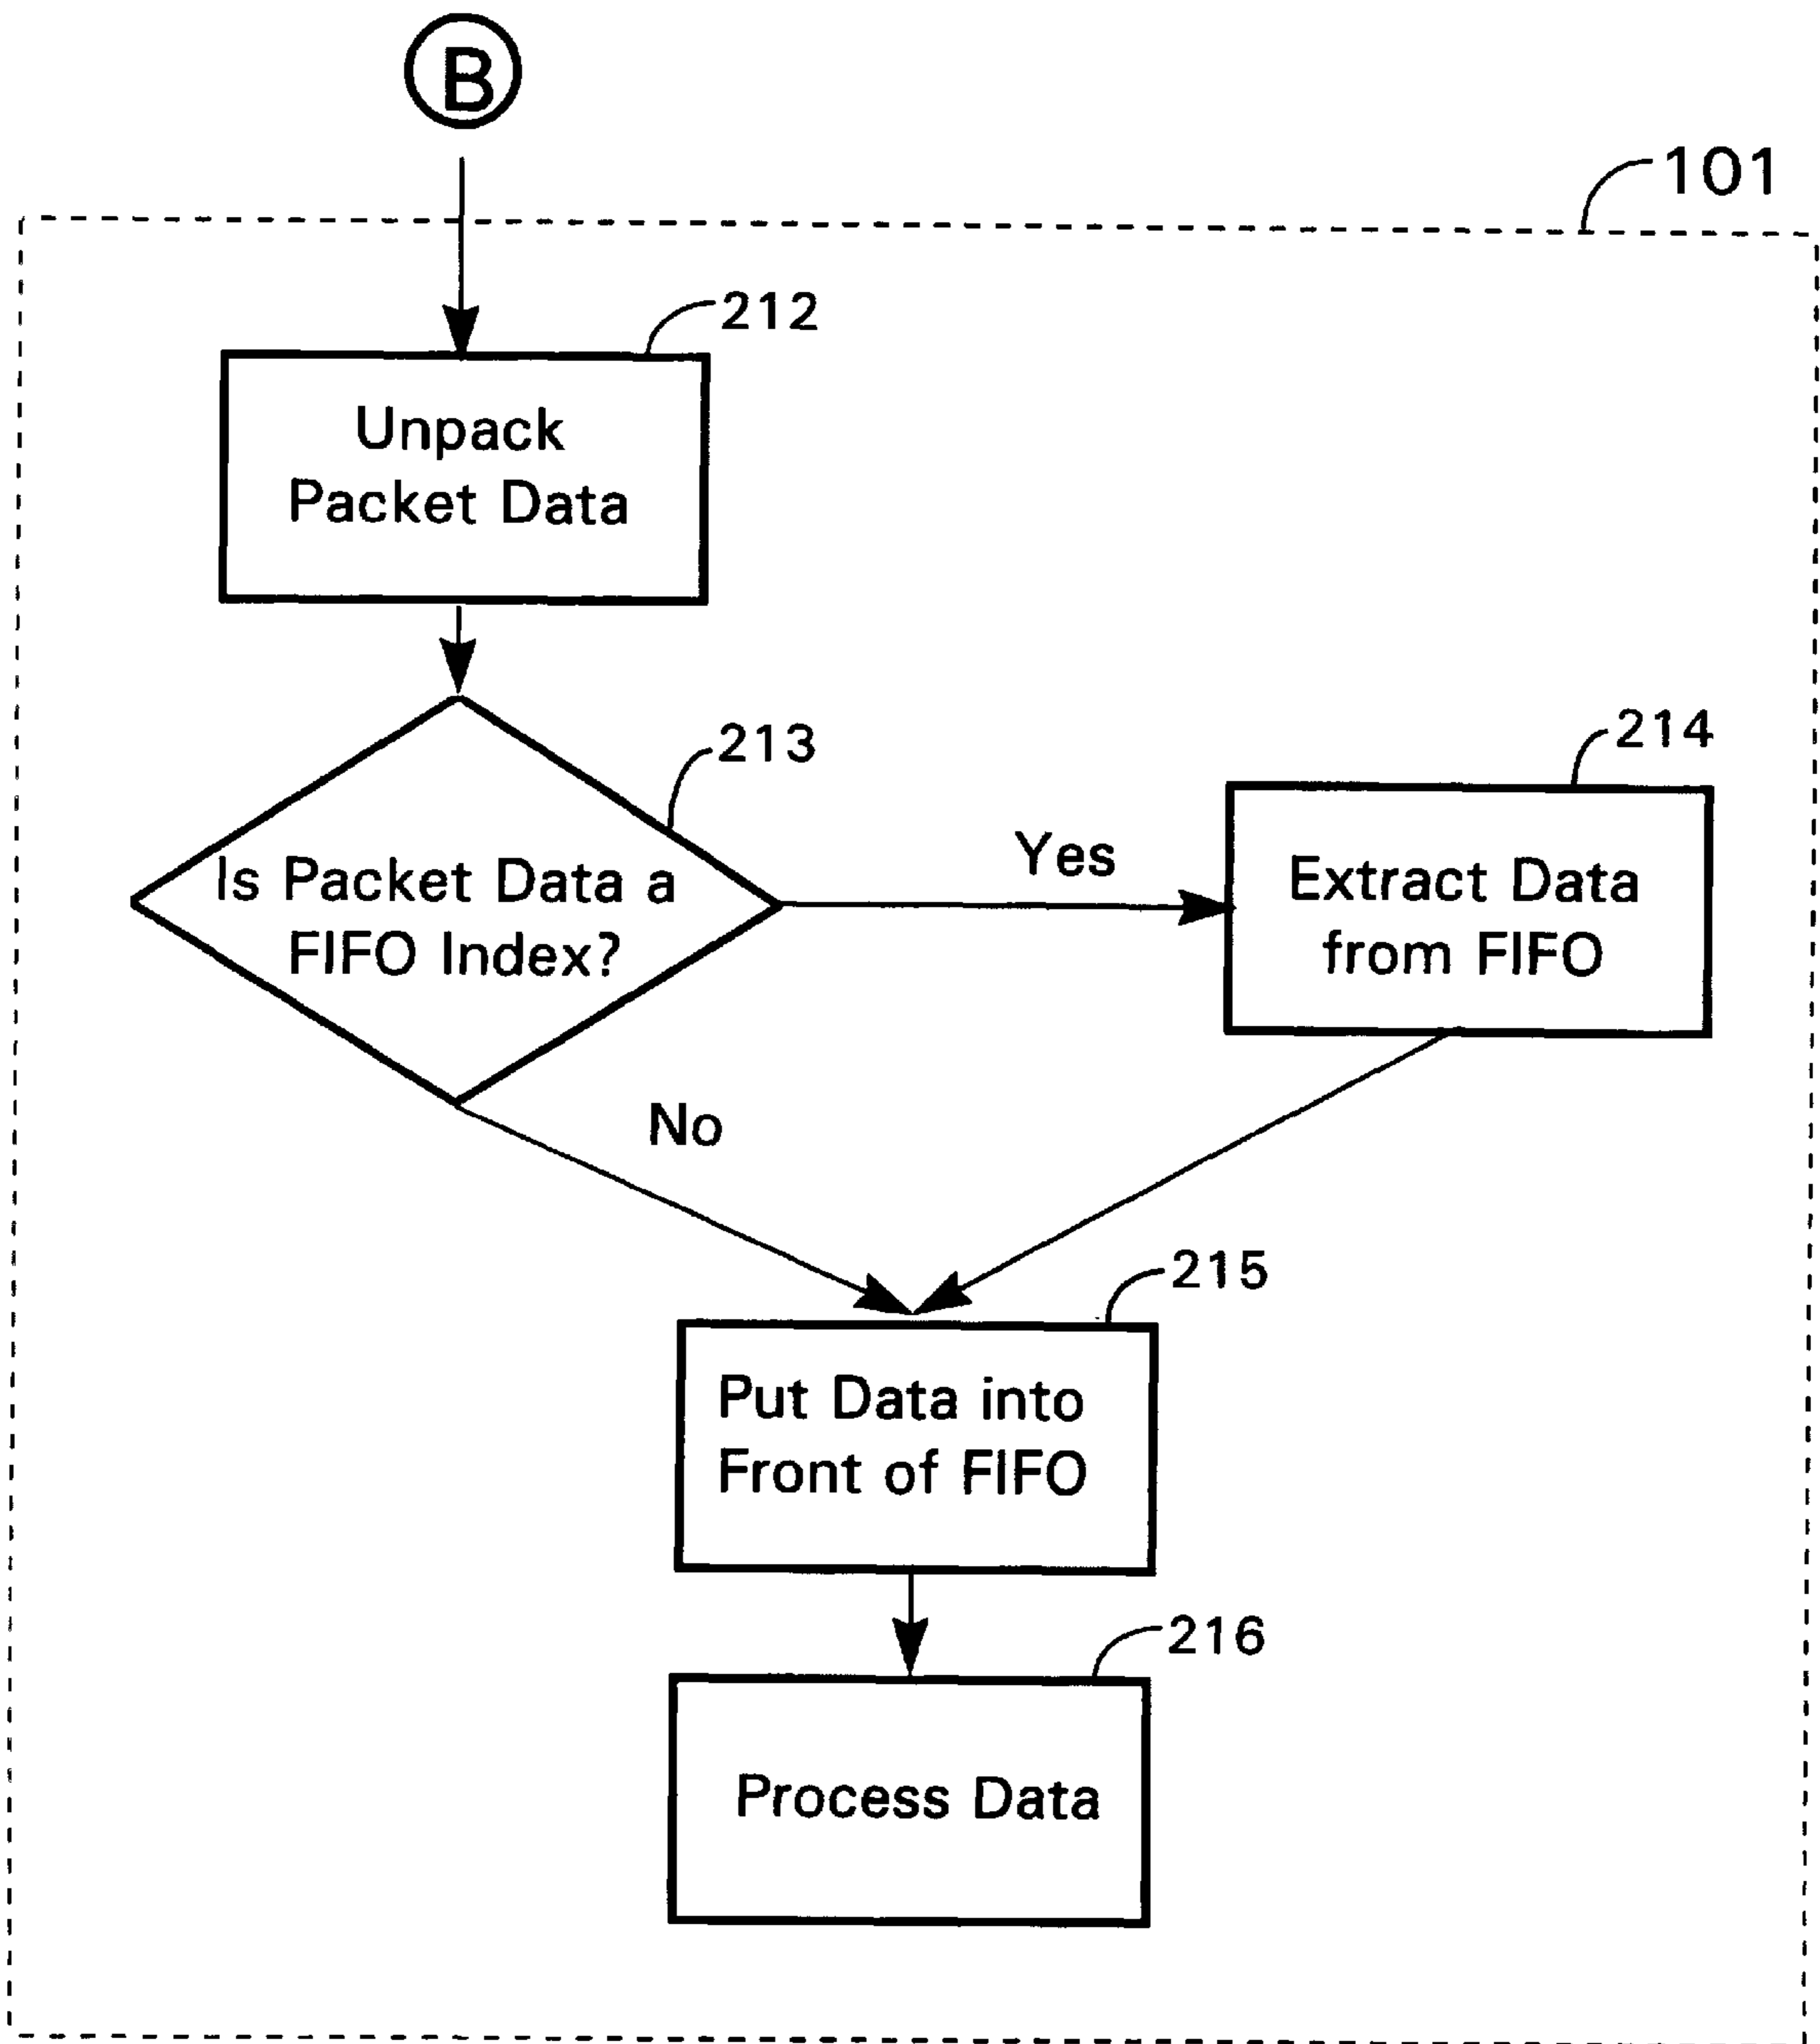 B
101
212
Unpack
Packet Data
213
Is Packet Data a
FIFO Index?
Yes
214
Extract Data
from FIFO
No
215
Put Data into
Front of FIFO
216
Process Data